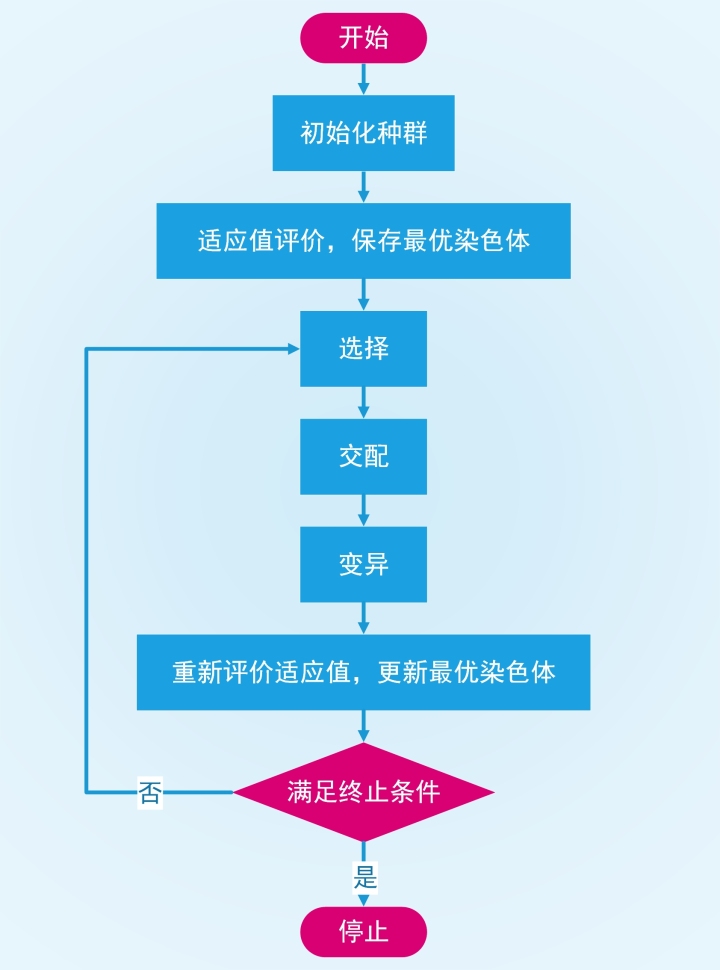 开始
初始化种群
适应值评价，保存最优染色体
选择
交配
变异
重新评价适应值，更新最优染色体
满足终止条件
否
是
停止